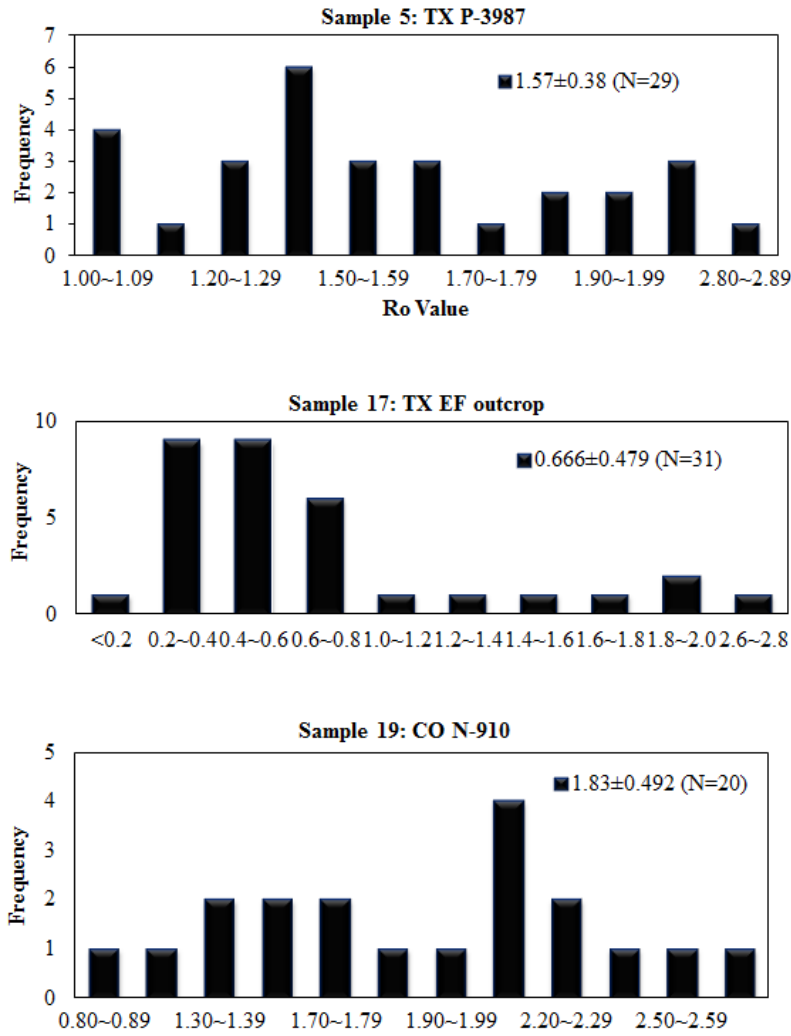 Sample 5: TX P-3987
7
6
5
4
3
2
1
0
Frequency
1.57±0.38 (N=29)
1.00~1.09 1.20~1.29 1.50~1.59 1.70~1.79 1.90~1.99 2.80~2.89
Ro Value
Sample 17: TX EF outcrop
10
5
0
Frequency
0.666±0.479 (N=31)
<0.2 0.2~0.4 0.4~0.6 0.6~0.8 1.0~1.2 1.2~1.4 1.4~1.6 1.6~1.8 1.8~2.0 2.6~2.8
Sample 19: CO N-910
5
4
3
2
1
0
Frequency
1.83±0.492 (N=20)
0.80~0.89 1.30~1.39 1.70~1.79 1.90~1.99 2.20~2.29 2.50~2.59